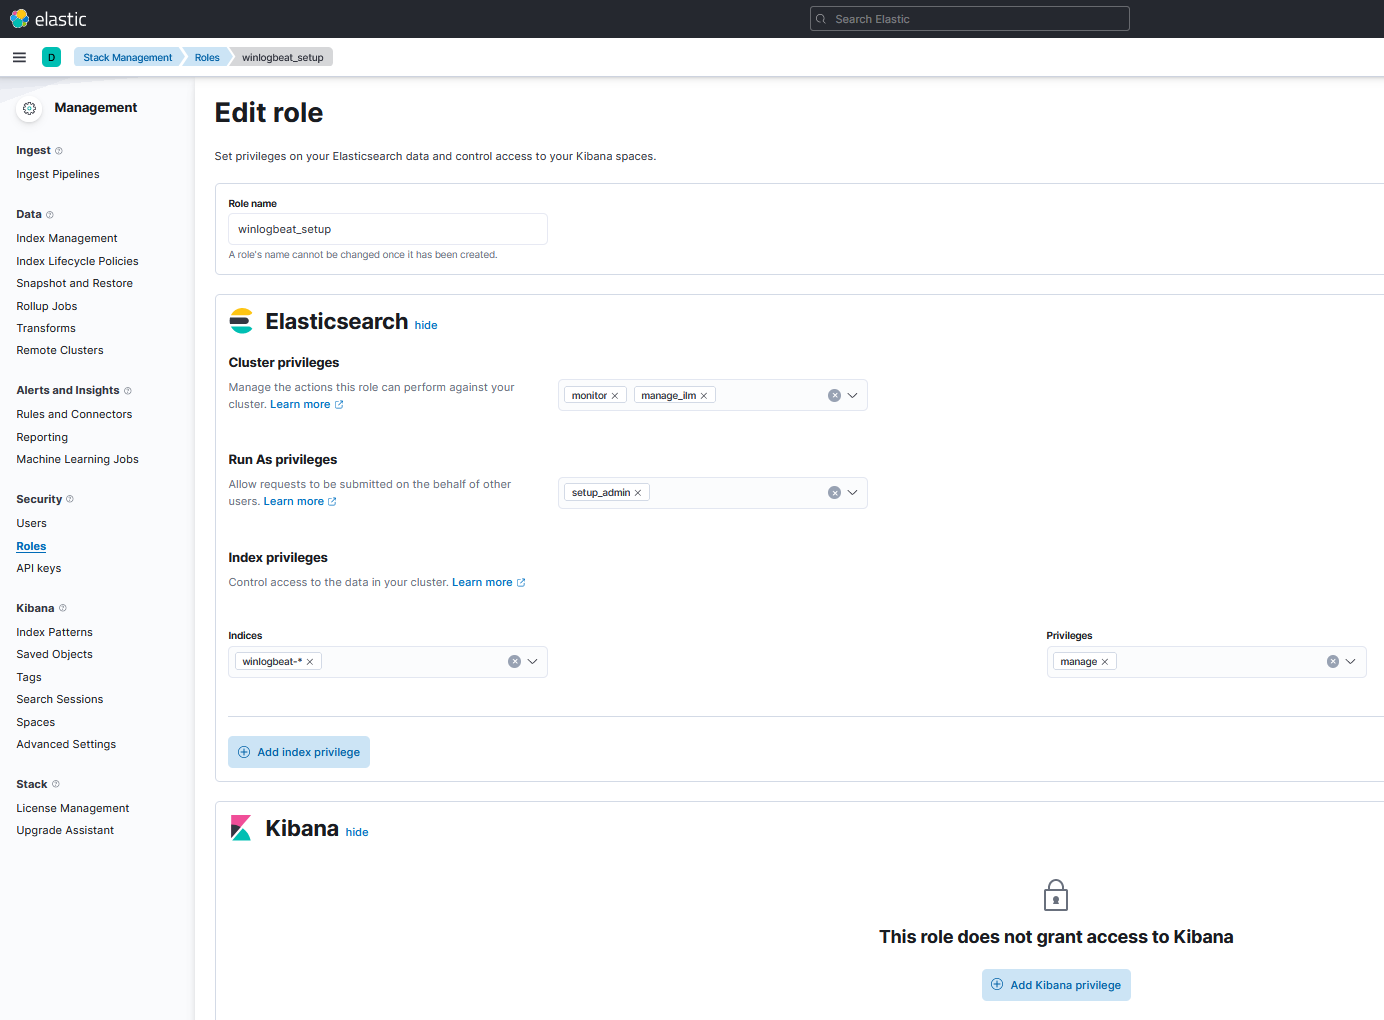 elastic
Search Elastic
D
Stack Management
Roles
winlogbeat_setup
Management
Ingest
Ingest Pipelines
Data
Index Management
Index Lifecycle Policies
Snapshot and Restore
Rollup Jobs
Transforms
Remote Clusters
Alerts and Insights
Rules and Connectors
Reporting
Machine Learning Jobs
Security
Users
Roles
API keys
Kibana
Index Patterns
Saved Objects
Tags
Search Sessions
Spaces
Advanced Settings
Stack
License Management
Upgrade Assistant
Edit role
Set privileges on your Elasticsearch data and control access to your Kibana spaces.
Role name
winlogbeat_setup
A role's name cannot be changed once it has been created.
Elasticsearch hide
Cluster privileges
Manage the actions this role can perform against your
cluster. Learn more
monitor
manage_ilm
Run As privileges
Allow requests to be submitted on the behalf of other
users. Learn more
setup_admin
Index privileges
Control access to the data in your cluster. Learn more
Indices
winlogbeat-*
Privileges
manage
Add index privilege
Kibana hide
This role does not grant access to Kibana
Add Kibana privilege